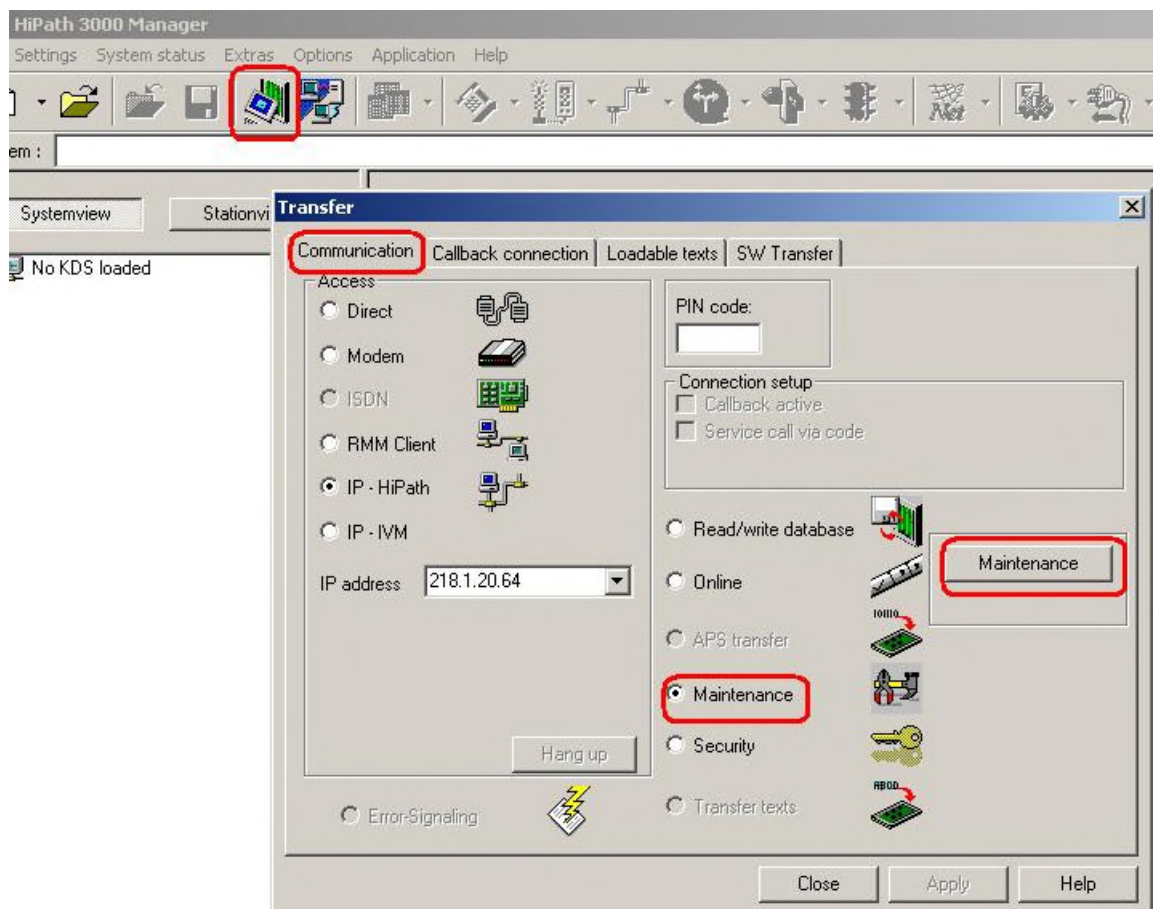 HiPath 3000 Manager
Settings System status Extras Options Application Help
Net
em :
Systemview Stationvi
No KDS loaded
Transfer
Communication Callback connection Loadable texts SW Transfer
Access
Direct
Modem
ISDN
RMM Client
IP - HiPath
IP - IVM
IP address 218.1.20.64
Hang up
Error-Signaling
PIN code:
Connection setup
Callback active
Service call via code
Read/write database
Online
APS transfer
Maintenance
Security
Transfer texts
Maintenance
Close Apply Help